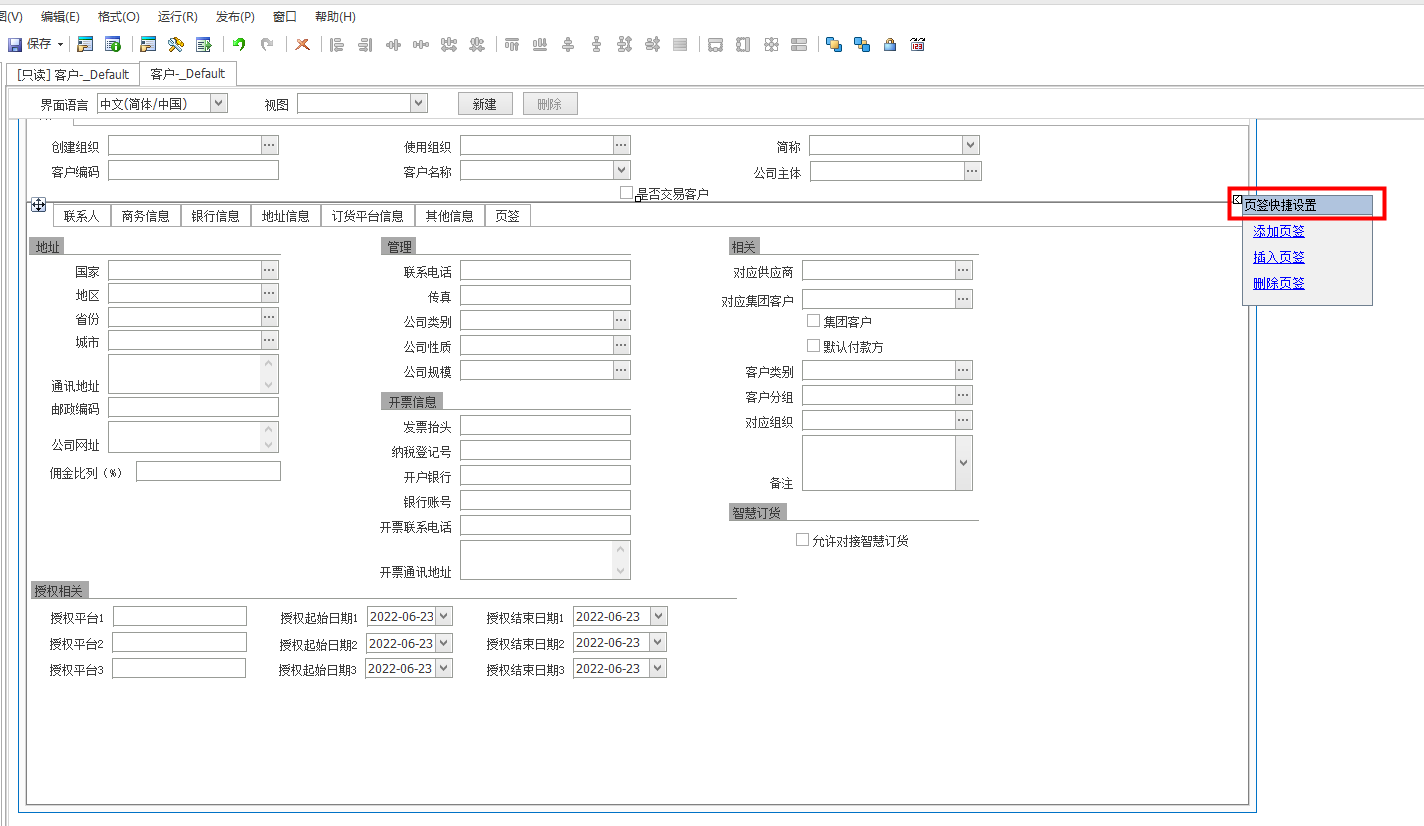 图(V) 编辑(E) 格式(O) 运行(R) 发布(P) 窗口 帮助(H)
保存
[只读] 客户-_Default 客户-_Default
界面语言 中文(简体/中国) 视图 新建 删除
创建组织 使用组织 简称
客户编码 客户名称 公司主体
是否交易客户
联系人 商务信息 银行信息 地址信息 订货平台信息 其他信息 页签
页签快捷设置
添加页签
插入页签
删除页签
地址 管理 相关
国家 联系电话 对应供应商
地区 传真 对应集团客户
省份 公司类别 集团客户
城市 公司性质 默认付款方
通讯地址 公司规模 客户类别
邮政编码 开票信息 客户分组
公司网址 发票抬头 对应组织
佣金比列（%） 纳税登记号
开户银行 备注
银行账号 智慧订货
开票联系电话 允许对接智慧订货
开票通讯地址
授权相关
授权平台1 授权起始日期1 2022-06-23 授权结束日期1 2022-06-23
授权平台2 授权起始日期2 2022-06-23 授权结束日期2 2022-06-23
授权平台3 授权起始日期3 2022-06-23 授权结束日期3 2022-06-23